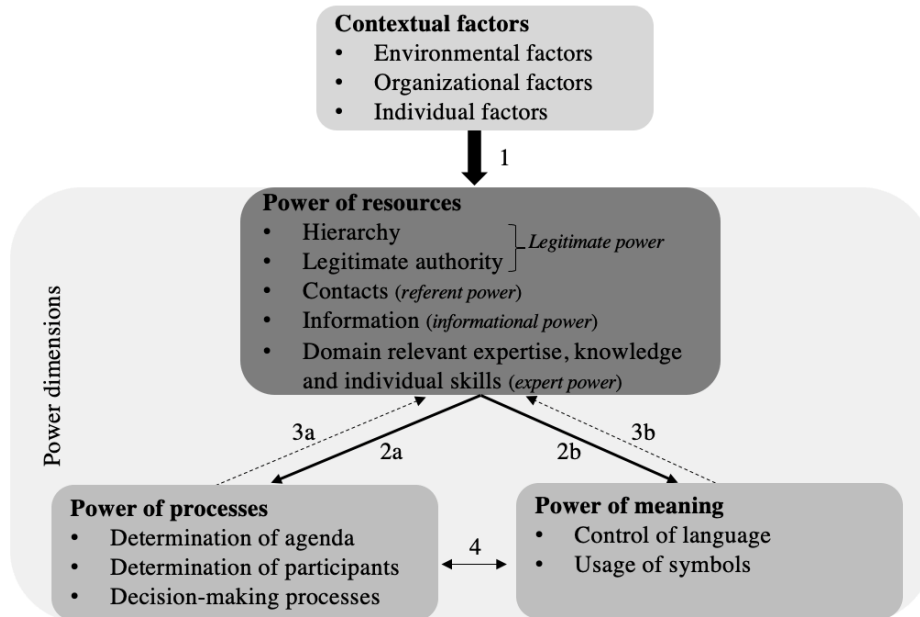 Contextual factors
• Environmental factors
• Organizational factors
• Individual factors
1
Power dimensions
Power of resources
• Hierarchy
• Legitimate authority
Legitimate power
• Contacts (referent power)
• Information (informational power)
• Domain relevant expertise, knowledge
and individual skills (expert power)
3a
2a
2b
3b
Power of processes
• Determination of agenda
• Determination of participants
• Decision-making processes
4
Power of meaning
• Control of language
• Usage of symbols